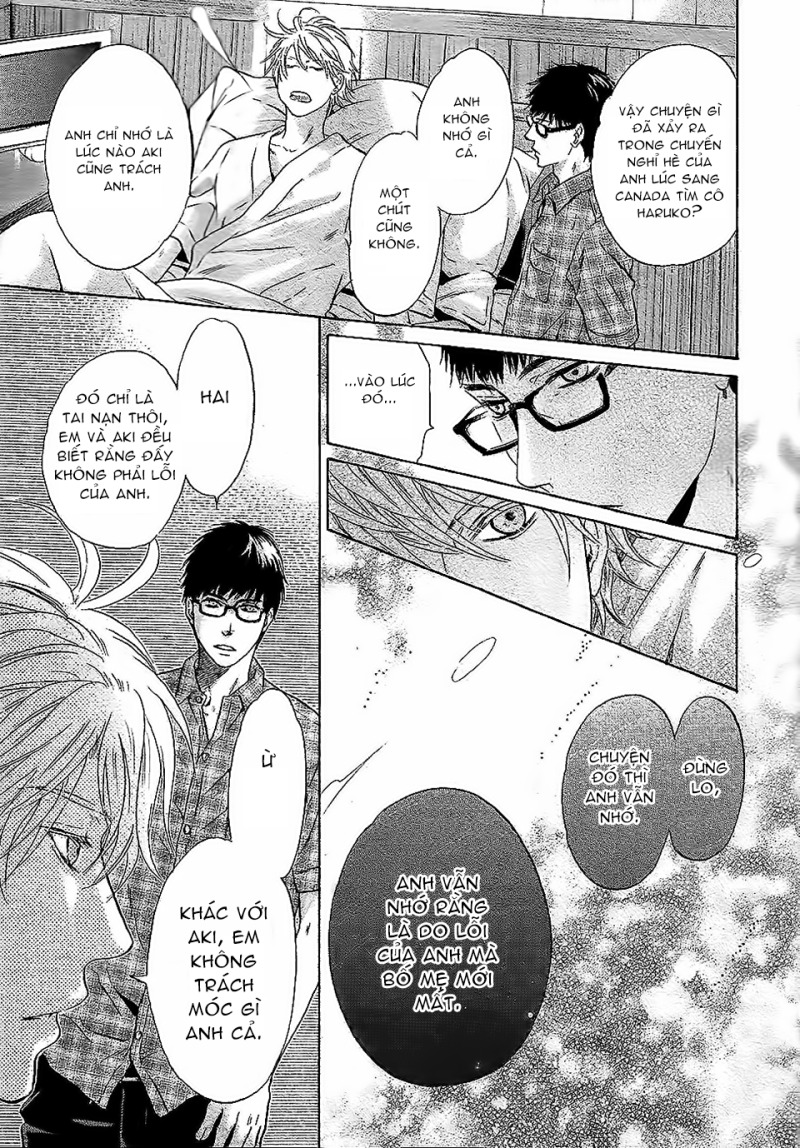 VẬY CHUYỆN GÌ
ĐÃ XẢY RA
TRONG CHUYẾN
NGHỈ HÈ CỦA
ANH LÚC SANG
CANADA TÌM CÔ
HARUKO?
ANH
KHÔNG
NHỚ GÌ
CẢ.
MỘT
CHÚT
CŨNG
KHÔNG.
ANH CHỈ NHỚ LÀ
LÚC NÀO AKI
CŨNG TRÁCH
ANH.
...VÀO LÚC
ĐÓ...
ĐỪNG
LO,
CHUYỆN
ĐÓ THÌ
ANH VẪN
NHỚ.
ANH VẪN
NHỚ RẰNG
LÀ DO LỖI
CỦA ANH MÀ
BỐ MẸ MỚI
MẤT.
HAI
ĐÓ CHỈ LÀ
TAI NẠN THÔI,
EM VÀ AKI ĐỀU
BIẾT RẰNG ĐẤY
KHÔNG PHẢI LỖI
CỦA ANH.
Ừ
KHÁC VỚI
AKI, EM
KHÔNG
TRÁCH
MÓC GÌ
ANH CẢ.